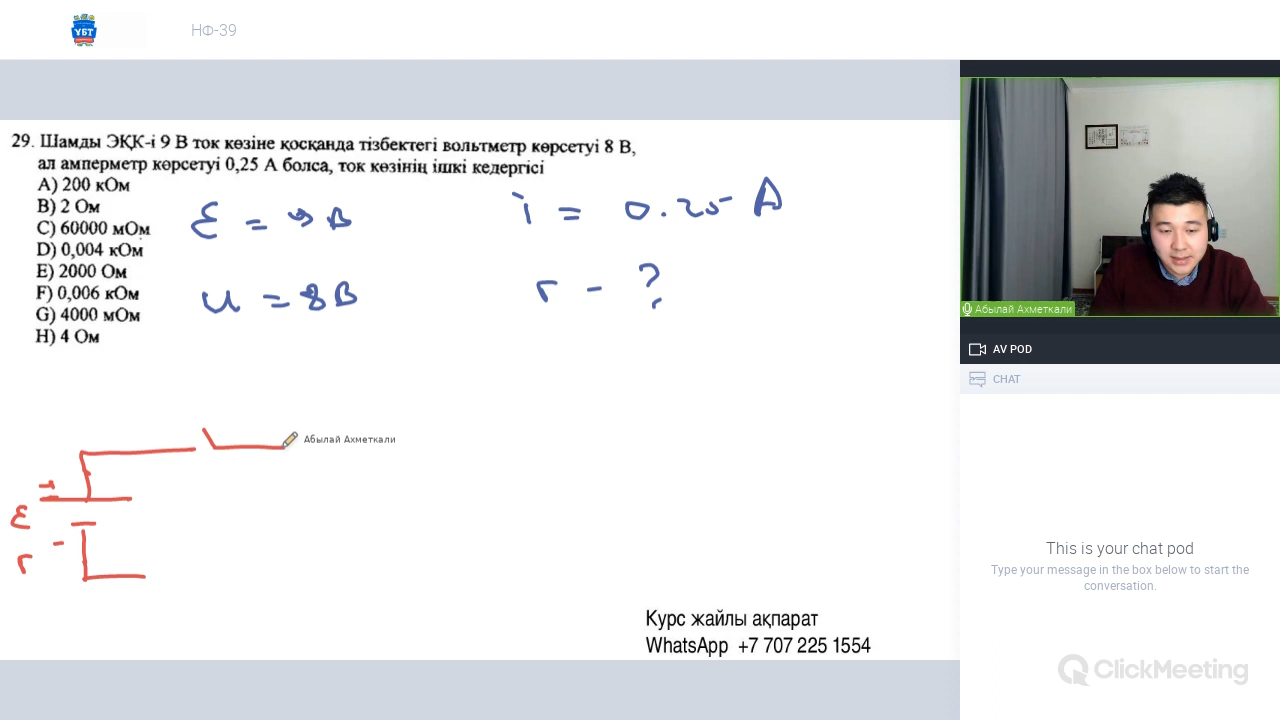 ҰБТ
НФ-39
29. Шамды ЭҚК-і 9 В ток көзіне қосқанда тізбектегі вольтметр көрсетуі 8 В,
ал амперметр көрсетуі 0,25 А болса, ток көзінің ішкі кедергісі
A) 200 кОм
B) 2 Ом
C) 60000 мОм
D) 0,004 кОм
E) 2000 Ом
F) 0,006 кОм
G) 4000 мОм
H) 4 Ом
ε = 9 В
i = 0.25 А
u = 8 В
r - ?
Абылай Ахметкали
ε
r
Курс жайлы ақпарат
WhatsApp +7 707 225 1554
Абылай Ахметкали
AV POD
CHAT
This is your chat pod
Type your message in the box below to start the
conversation.
ClickMeeting